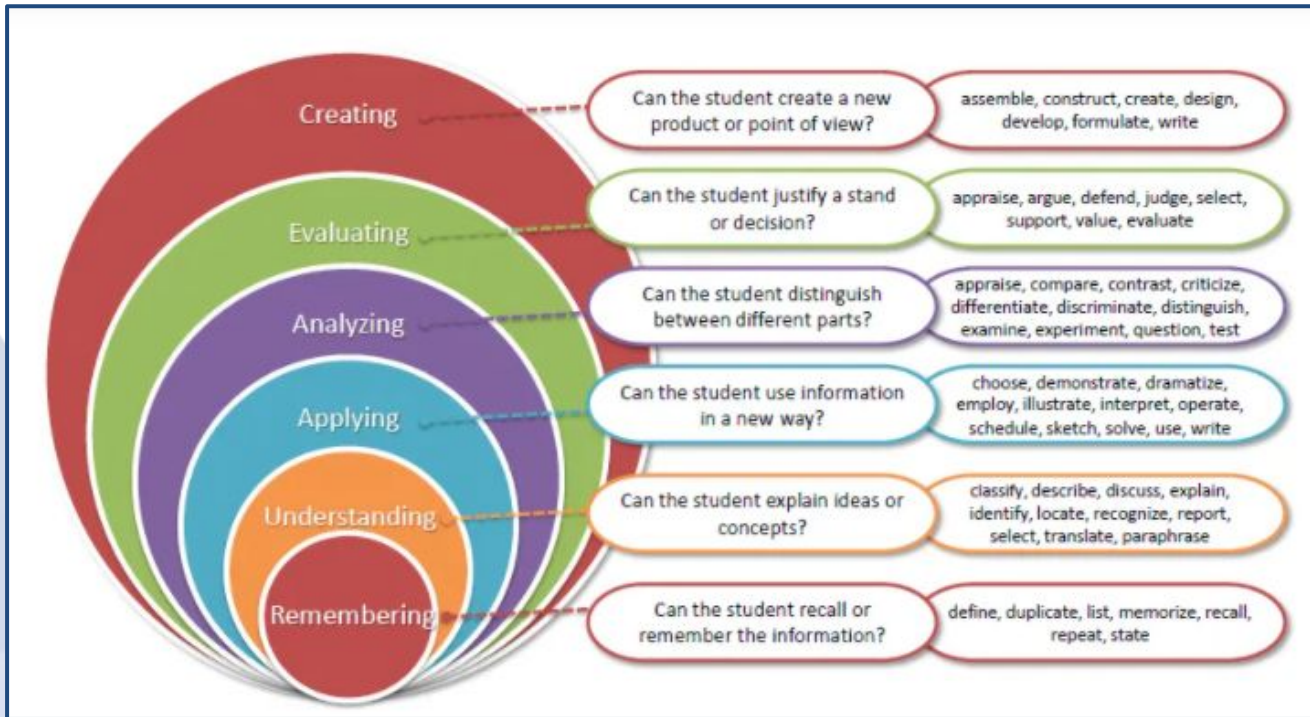 Creating
Can the student create a new
product or point of view?
assemble, construct, create, design,
develop, formulate, write
Evaluating
Can the student justify a stand
or decision?
appraise, argue, defend, judge, select,
support, value, evaluate
Analyzing
Can the student distinguish
between different parts?
appraise, compare, contrast, criticize,
differentiate, discriminate, distinguish,
examine, experiment, question, test
Applying
Can the student use information
in a new way?
choose, demonstrate, dramatize,
employ, illustrate, interpret, operate,
schedule, sketch, solve, use, write
Understanding
Can the student explain ideas or
concepts?
classify, describe, discuss, explain,
identify, locate, recognize, report,
select, translate, paraphrase
Remembering
Can the student recall or
remember the information?
define, duplicate, list, memorize, recall,
repeat, state